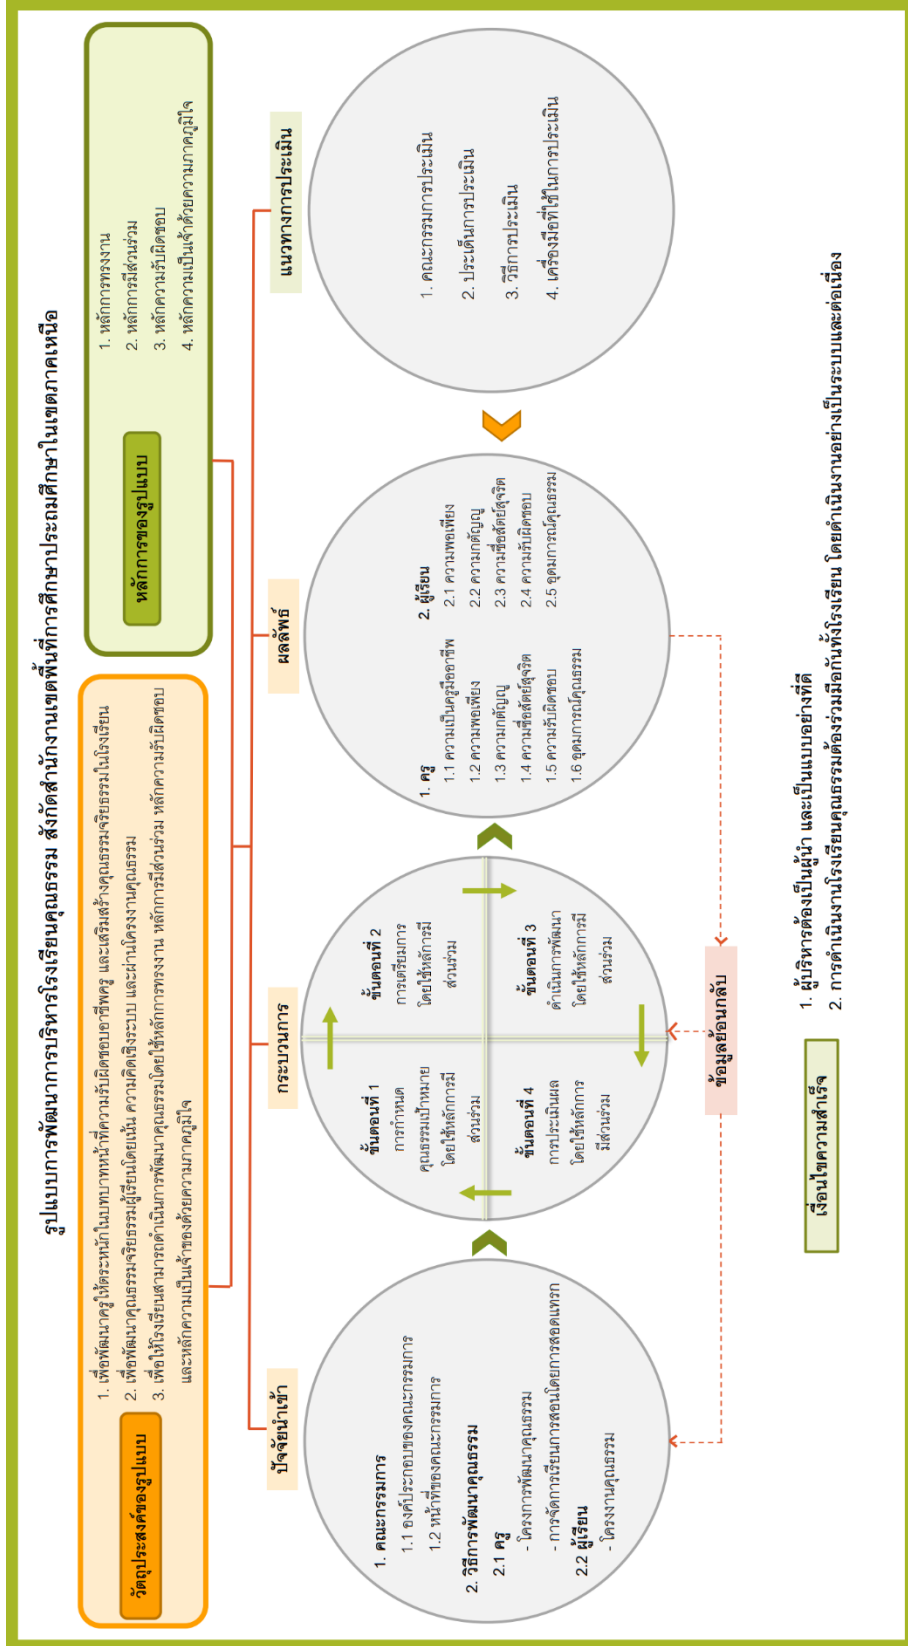 รูปแบบการพัฒนาการบริหารโรงเรียนคุณธรรม สังกัดสำนักงานเขตพื้นที่การศึกษาประถมศึกษาในเขตภาคเหนือ
วัตถุประสงค์ของรูปแบบ
1. เพื่อพัฒนาครูให้ตระหนักในบทบาทหน้าที่ความรับผิดชอบอาชีพครู และเสริมสร้างคุณธรรมจริยธรรมในโรงเรียน
2. เพื่อพัฒนาคุณธรรมจริยธรรมผู้เรียนโดยเน้น ความคิดเชิงระบบ และผ่านโครงงานคุณธรรม
3. เพื่อให้โรงเรียนสามารถดำเนินการพัฒนาคุณธรรมโดยใช้หลักการทรงงาน หลักการมีส่วนร่วม หลักความรับผิดชอบ
และหลักความเป็นเจ้าของด้วยความภาคภูมิใจ
หลักการของรูปแบบ
1. หลักการทรงงาน
2. หลักการมีส่วนร่วม
3. หลักความรับผิดชอบ
4. หลักความเป็นเจ้าด้วยความภาคภูมิใจ
ปัจจัยนำเข้า
1. คณะกรรมการ
1.1 องค์ประกอบของคณะกรรมการ
1.2 หน้าที่ของคณะกรรมการ
2. วิธีการพัฒนาคุณธรรม
2.1 ครู
- โครงการพัฒนาคุณธรรม
- การจัดการเรียนการสอนโดยการสอดแทรก
2.2 ผู้เรียน
- โครงงานคุณธรรม
กระบวนการ
ขั้นตอนที่ 1
การกำหนด
คุณธรรมเป้าหมาย
โดยใช้หลักการมี
ส่วนร่วม
ขั้นตอนที่ 2
การเตรียมการ
โดยใช้หลักการมี
ส่วนร่วม
ขั้นตอนที่ 3
ดำเนินการพัฒนา
โดยใช้หลักการมี
ส่วนร่วม
ขั้นตอนที่ 4
การประเมินผล
โดยใช้หลักการ
มีส่วนร่วม
ผลลัพธ์
1. ครู
1.1 ความเป็นครูมืออาชีพ
1.2 ความพอเพียง
1.3 ความกตัญญู
1.4 ความซื่อสัตย์สุจริต
1.5 ความรับผิดชอบ
1.6 อุดมการณ์คุณธรรม
2. ผู้เรียน
2.1 ความพอเพียง
2.2 ความกตัญญู
2.3 ความซื่อสัตย์สุจริต
2.4 ความรับผิดชอบ
2.5 อุดมการณ์คุณธรรม
แนวทางการประเมิน
1. คณะกรรมการประเมิน
2. ประเด็นการประเมิน
3. วิธีการประเมิน
4. เครื่องมือที่ใช้ในการประเมิน
ข้อมูลย้อนกลับ
เงื่อนไขความสำเร็จ
1. ผู้บริหารต้องเป็นผู้นำ และเป็นแบบอย่างที่ดี
2. การดำเนินงานโรงเรียนคุณธรรมต้องร่วมมือกันทั้งโรงเรียน โดยดำเนินงานอย่างเป็นระบบและต่อเนื่อง